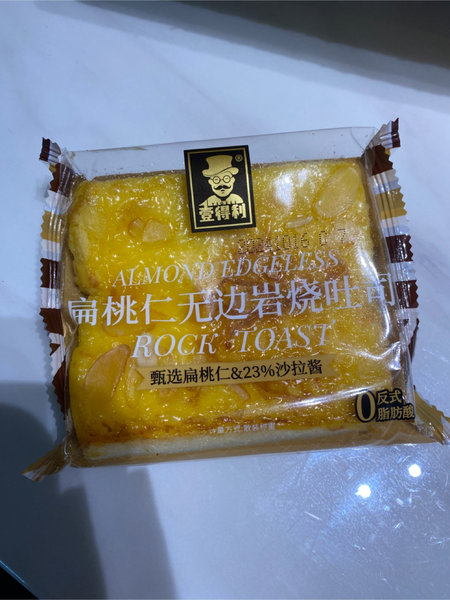 壹得利
ALMOND EDGELESS
扁桃仁无边岩烧吐司
ROCK TOAST
甄选扁桃仁&23%沙拉酱
0反式
脂肪酸